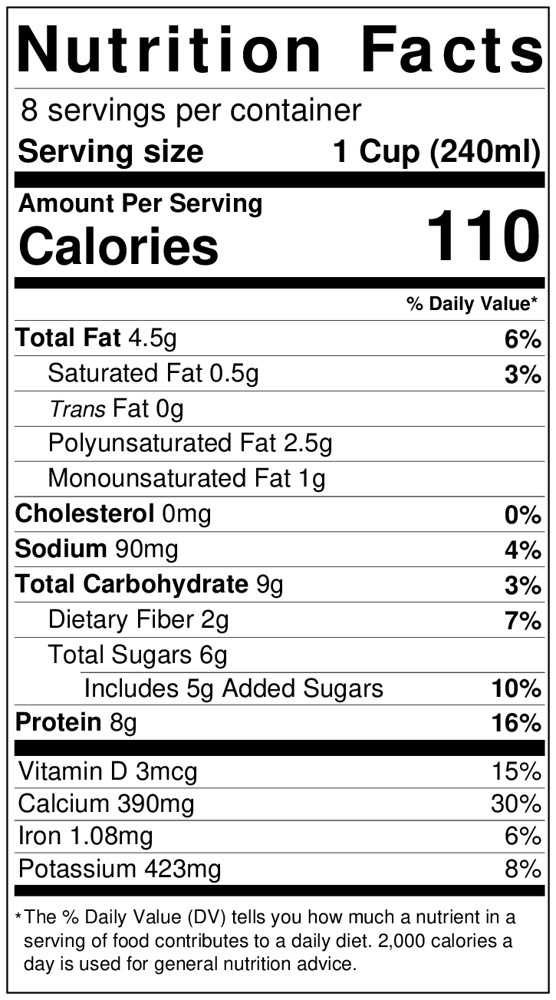 Nutrition Facts
8 servings per container
Serving size 1 Cup (240ml)
Amount Per Serving
Calories 110
% Daily Value*
Total Fat 4.5g 6%
Saturated Fat 0.5g 3%
Trans Fat 0g
Polyunsaturated Fat 2.5g
Monounsaturated Fat 1g
Cholesterol 0mg 0%
Sodium 90mg 4%
Total Carbohydrate 9g 3%
Dietary Fiber 2g 7%
Total Sugars 6g
Includes 5g Added Sugars 10%
Protein 8g 16%
Vitamin D 3mcg 15%
Calcium 390mg 30%
Iron 1.08mg 6%
Potassium 423mg 8%
*The % Daily Value (DV) tells you how much a nutrient in a
serving of food contributes to a daily diet. 2,000 calories a
day is used for general nutrition advice.